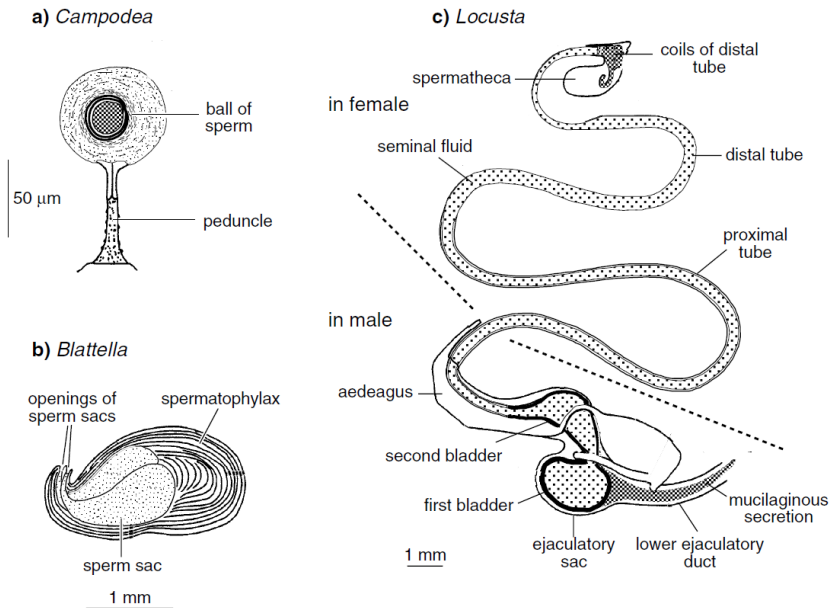 a) Campodea
ball of
sperm
50 μm
peduncle
b) Blattella
openings of
sperm sacs
spermatophylax
sperm sac
1 mm
c) Locusta
coils of distal
tube
spermatheca
in female
seminal fluid
distal tube
proximal
tube
in male
aedeagus
second bladder
first bladder
mucilaginous
secretion
ejaculatory
sac
lower ejaculatory
duct
1 mm